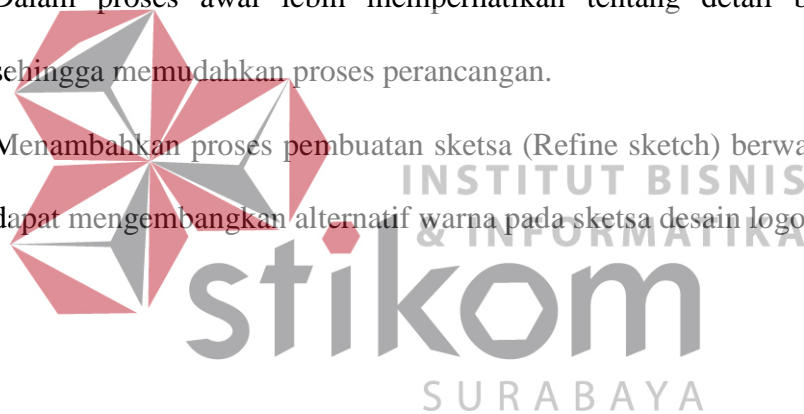 Dalam proses awal lebih memperhatikan tentang detail
sehingga memudahkan proses perancangan.
Menambahkan proses pembuatan sketsa (Refine sketch)
INSTITUT BISNIS
dapat mengembangkan alternatif warna pada sketsa desain logo
& INFORMATIKA
stikom
SURABAYA